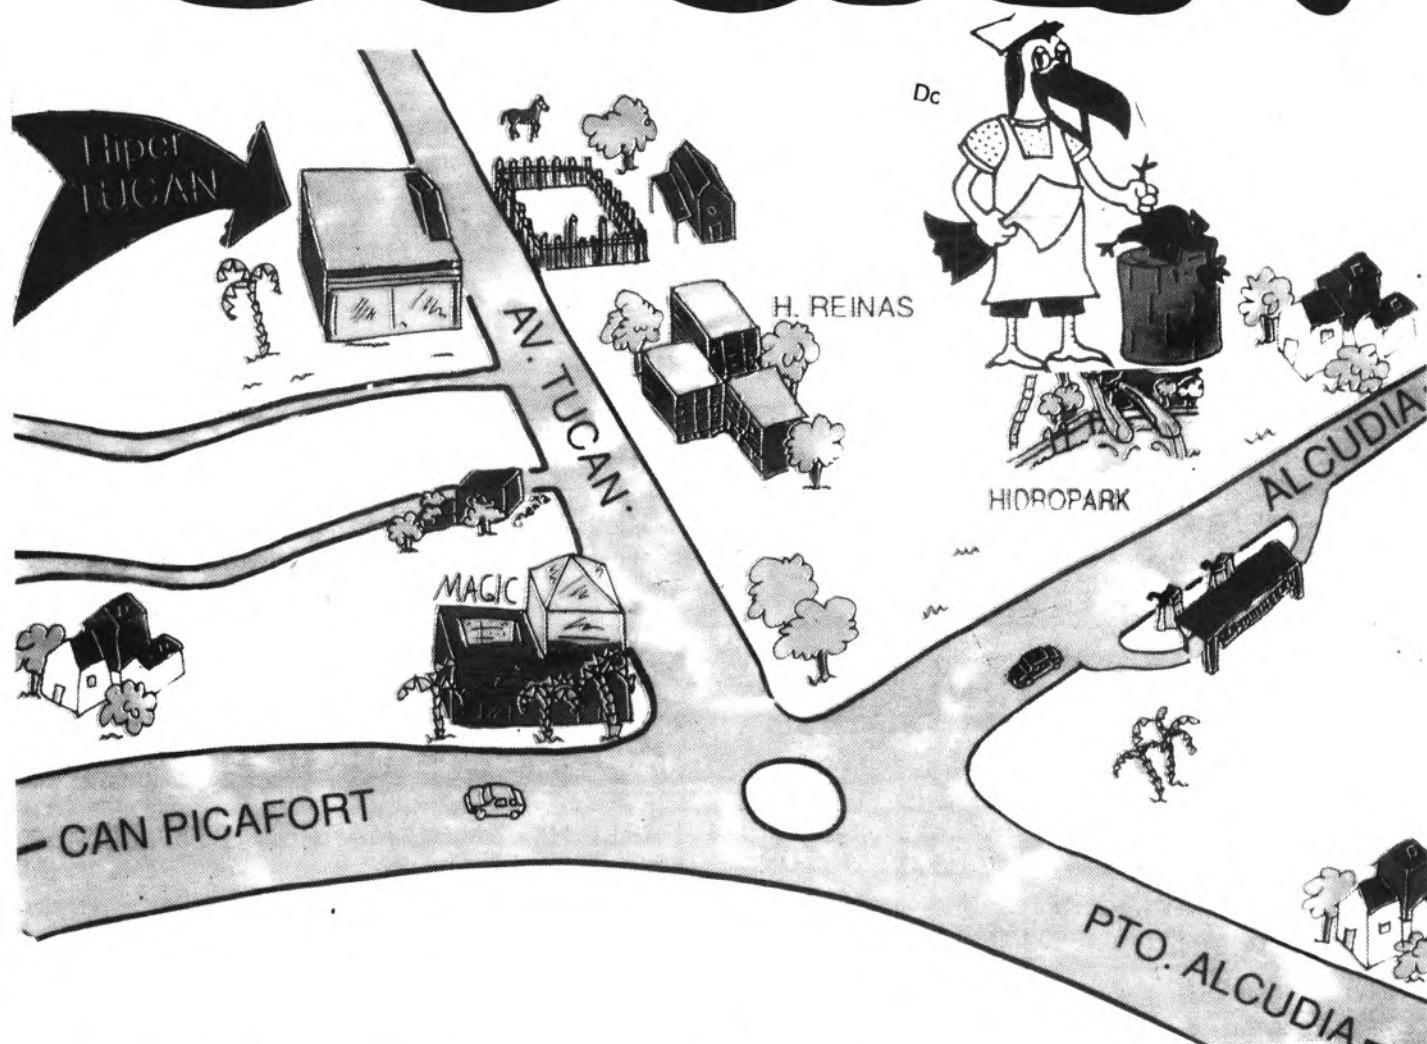 Hiper
TUCAN
Dc
H. REINAS
AV. TUCAN.
HIDROPARK
ALCUDIA
MAGIC
CAN PICAFORT
PTO. ALCUDIA